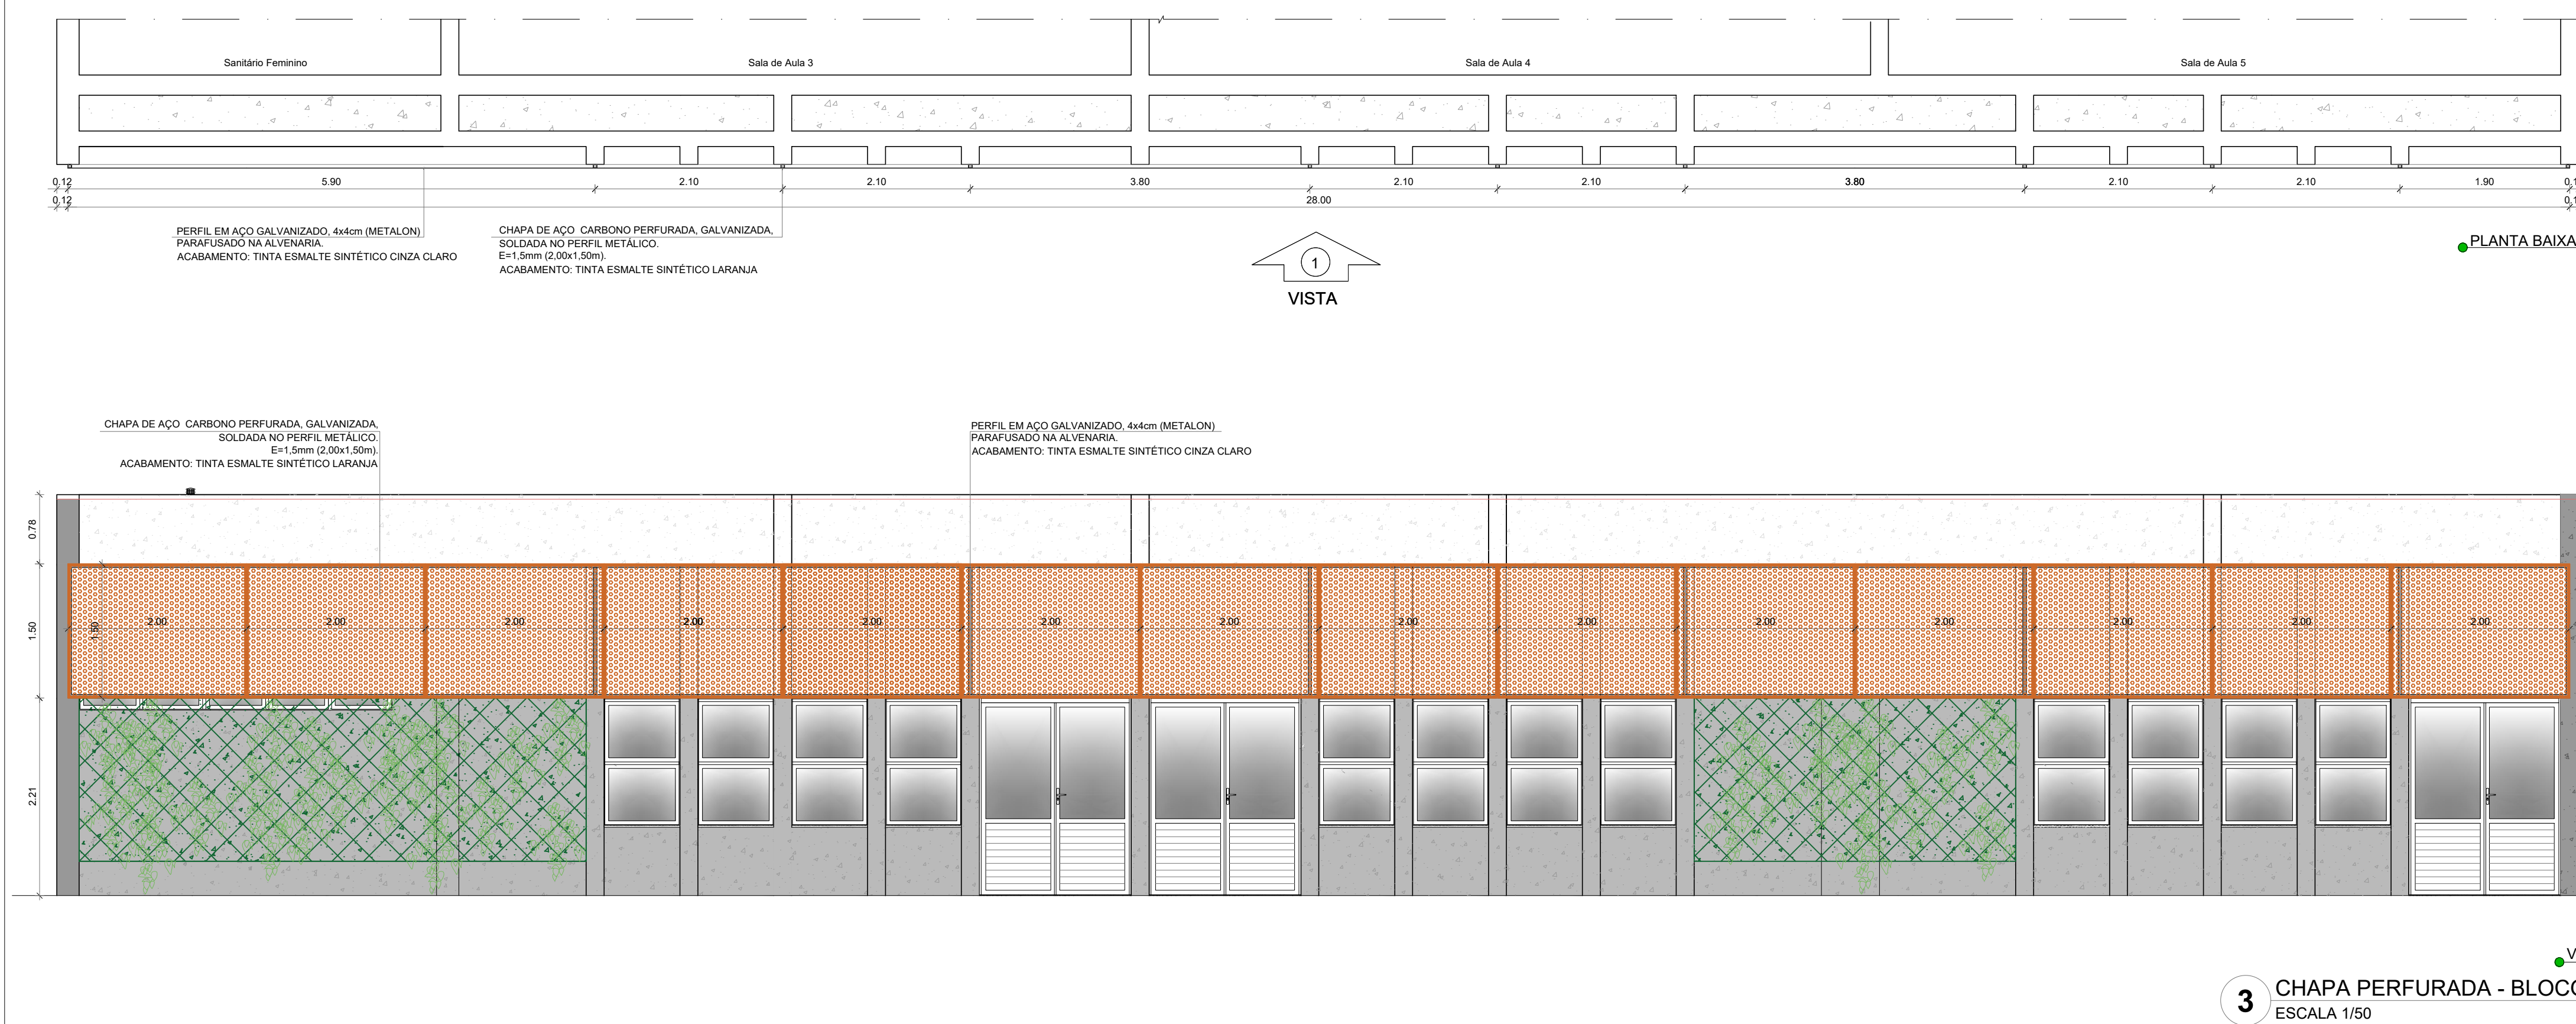 Sanitário Feminino
Sala de Aula 3
Sala de Aula 4
Sala de Aula 5
0.12
5.90
2.10
2.10
3.80
2.10
2.10
3.80
2.10
2.10
1.90
0.1
0.12
28.00
0.1
PERFIL EM AÇO GALVANIZADO, 4x4cm (METALON)
PARAFUSADO NA ALVENARIA.
ACABAMENTO: TINTA ESMALTE SINTÉTICO CINZA CLARO
CHAPA DE AÇO CARBONO PERFURADA, GALVANIZADA,
SOLDADA NO PERFIL METÁLICO.
E=1,5mm (2,00x1,50m).
ACABAMENTO: TINTA ESMALTE SINTÉTICO LARANJA
1
VISTA
PLANTA BAIXA
CHAPA DE AÇO CARBONO PERFURADA, GALVANIZADA,
SOLDADA NO PERFIL METÁLICO.
E=1,5mm (2,00x1,50m).
ACABAMENTO: TINTA ESMALTE SINTÉTICO LARANJA
PERFIL EM AÇO GALVANIZADO, 4x4cm (METALON)
PARAFUSADO NA ALVENARIA.
ACABAMENTO: TINTA ESMALTE SINTÉTICO CINZA CLARO
0.78
1.50
1.50
2.00
2.00
2.00
2.00
2.00
2.00
2.00
2.00
2.00
2.00
2.00
2.00
2.00
2.00
2.21
V
3
CHAPA PERFURADA - BLOCO
ESCALA 1/50